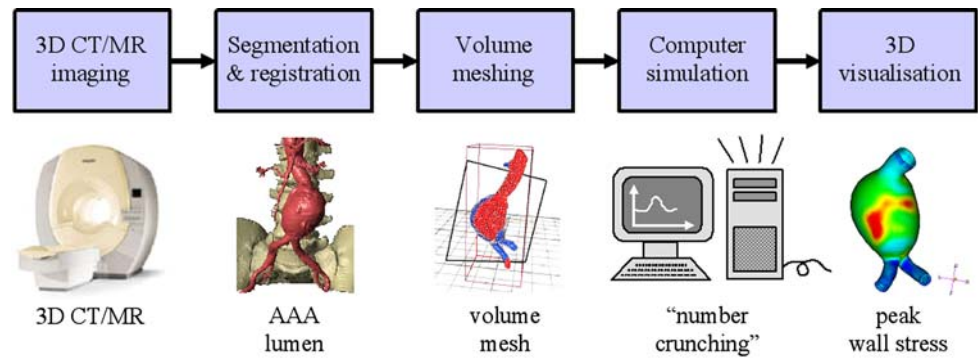 3D CT/MR
imaging
Segmentation
& registration
Volume
meshing
Computer
simulation
3D
visualisation
3D CT/MR
AAA
lumen
volume
mesh
“number
crunching”
peak
wall stress